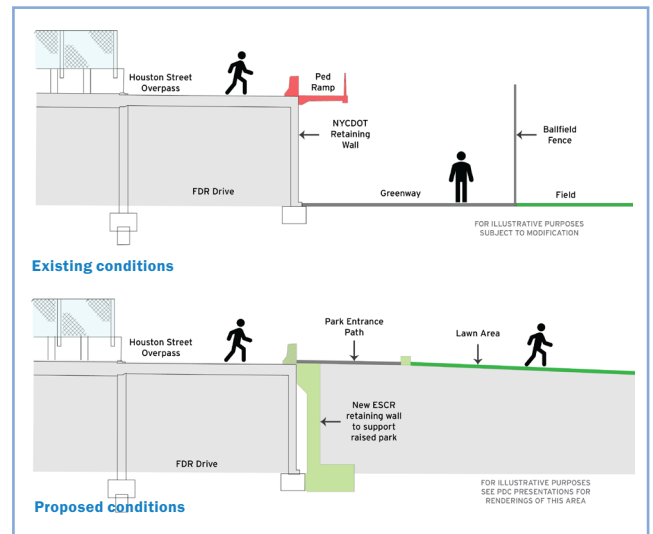 Houston Street
Overpass
Ped
Ramp
NYCDOT
Retaining
Wall
Ballfield
Fence
FDR Drive
Greenway
Field
FOR ILLUSTRATIVE PURPOSES
SUBJECT TO MODIFICATION
Existing conditions
Houston Street
Overpass
Park Entrance
Path
Lawn Area
New ESCR
retaining wall
to support
raised park
FDR Drive
FOR ILLUSTRATIVE PURPOSES
SEE PDC PRESENTATIONS FOR
RENDERINGS OF THIS AREA
Proposed conditions